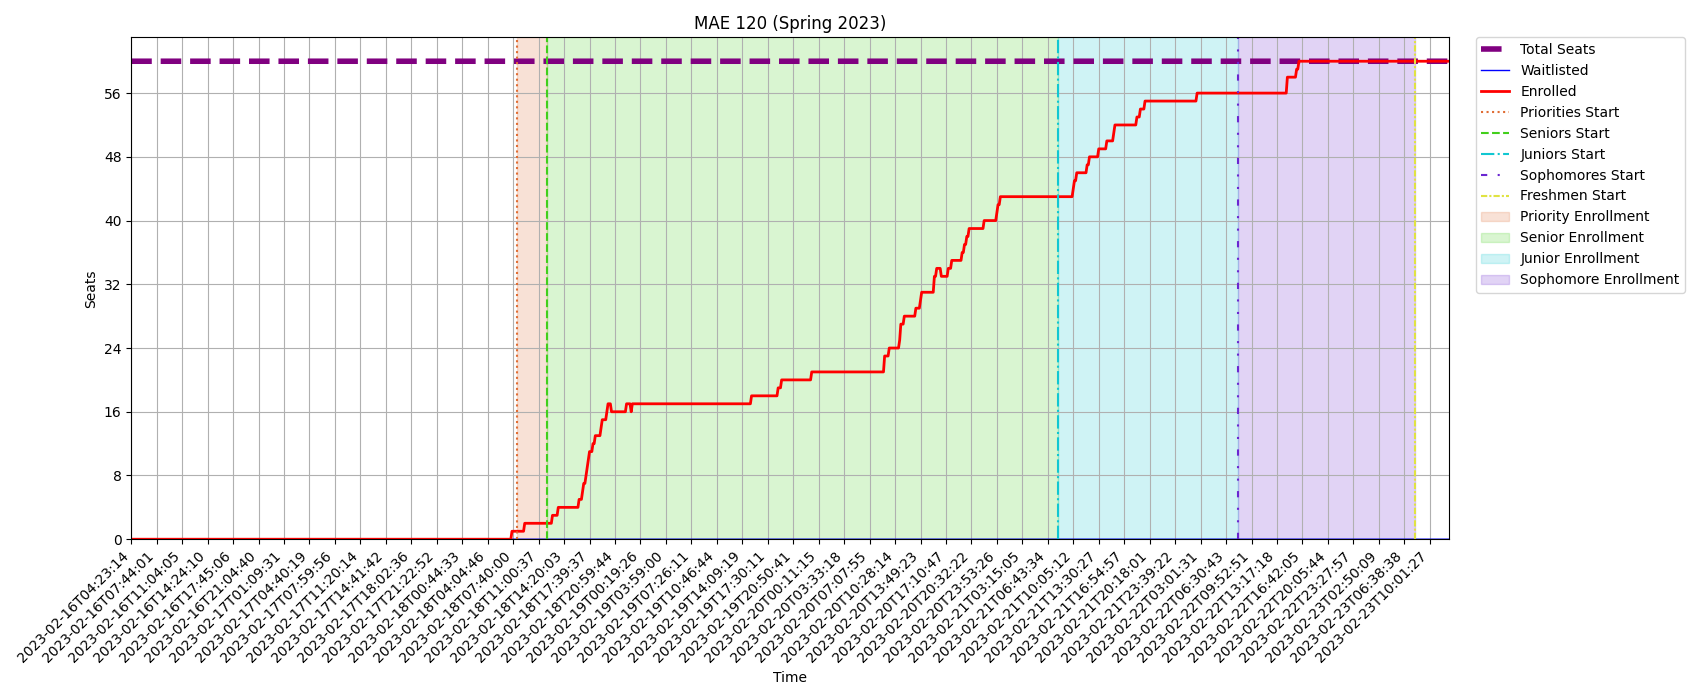 MAE 120 (Spring 2023)
Total Seats
Waitlisted
Enrolled
Priorities Start
Seniors Start
Juniors Start
Sophomores Start
Freshmen Start
Priority Enrollment
Senior Enrollment
Junior Enrollment
Sophomore Enrollment
Seats
56
48
40
32
24
16
8
0
2023-02-16T04:23:14
2023-02-16T07:44:01
2023-02-16T11:04:05
2023-02-16T14:24:10
2023-02-16T17:45:06
2023-02-16T21:04:40
2023-02-17T01:09:31
2023-02-17T04:40:19
2023-02-17T07:59:56
2023-02-17T11:20:14
2023-02-17T14:41:42
2023-02-17T18:02:36
2023-02-17T21:22:52
2023-02-18T00:44:33
2023-02-18T04:04:46
2023-02-18T07:40:00
2023-02-18T11:00:37
2023-02-18T14:20:03
2023-02-18T17:39:37
2023-02-18T20:59:44
2023-02-19T00:19:26
2023-02-19T03:59:00
2023-02-19T07:26:11
2023-02-19T10:46:44
2023-02-19T14:09:19
2023-02-19T17:30:11
2023-02-19T20:50:41
2023-02-20T00:11:15
2023-02-20T03:33:18
2023-02-20T07:07:55
2023-02-20T10:28:14
2023-02-20T13:49:23
2023-02-20T17:10:47
2023-02-20T20:32:22
2023-02-20T23:53:26
2023-02-21T03:15:05
2023-02-21T06:43:34
2023-02-21T10:05:12
2023-02-21T13:30:27
2023-02-21T16:54:57
2023-02-21T20:18:01
2023-02-21T23:39:22
2023-02-22T03:01:31
2023-02-22T06:30:43
2023-02-22T09:52:51
2023-02-22T13:17:18
2023-02-22T16:42:05
2023-02-22T20:05:44
2023-02-22T23:27:57
2023-02-23T02:50:09
2023-02-23T06:38:38
2023-02-23T10:01:27
Time